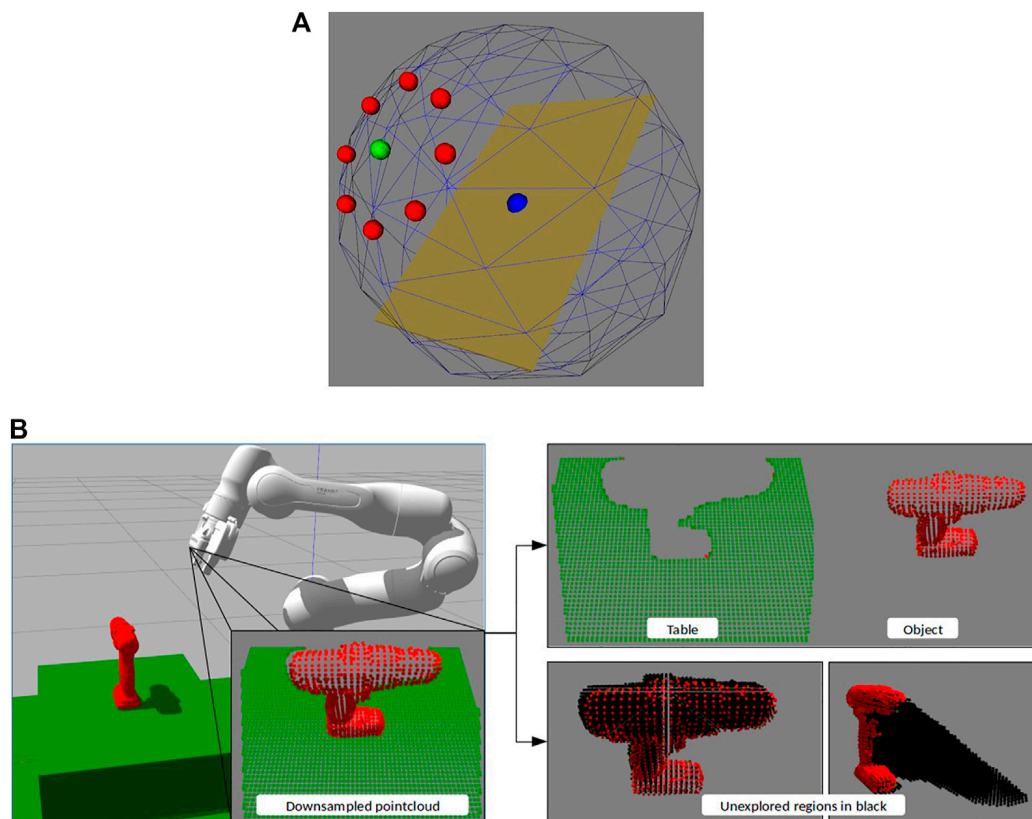 A
B
Table
Object
Downsampled pointcloud
Unexplored regions in black